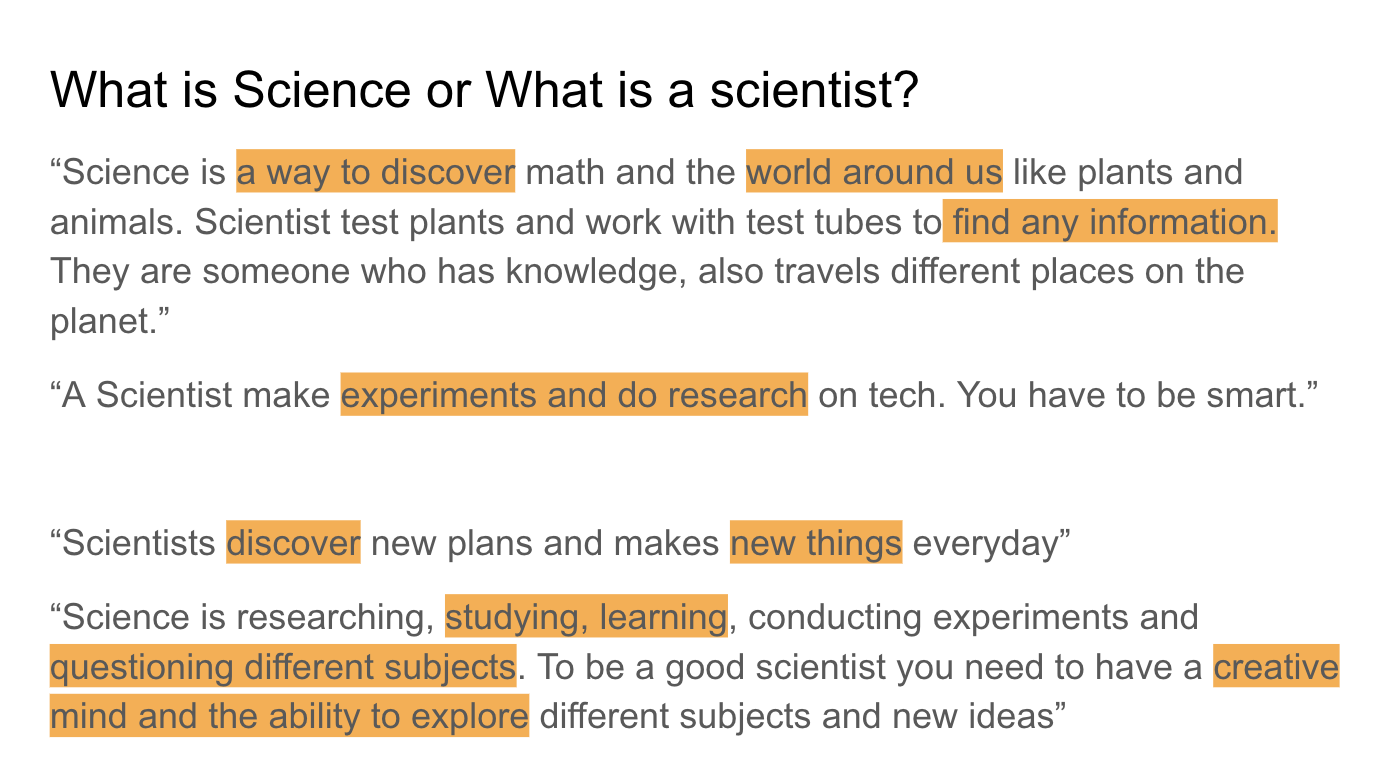 What is Science or What is a scientist?
“Science is a way to discover math and the world around us like plants and
animals. Scientist test plants and work with test tubes to find any information.
They are someone who has knowledge, also travels different places on the
planet.”
“A Scientist make experiments and do research on tech. You have to be smart.”
“Scientists discover new plans and makes new things everyday”
“Science is researching, studying, learning, conducting experiments and
questioning different subjects. To be a good scientist you need to have a creative
mind and the ability to explore different subjects and new ideas”